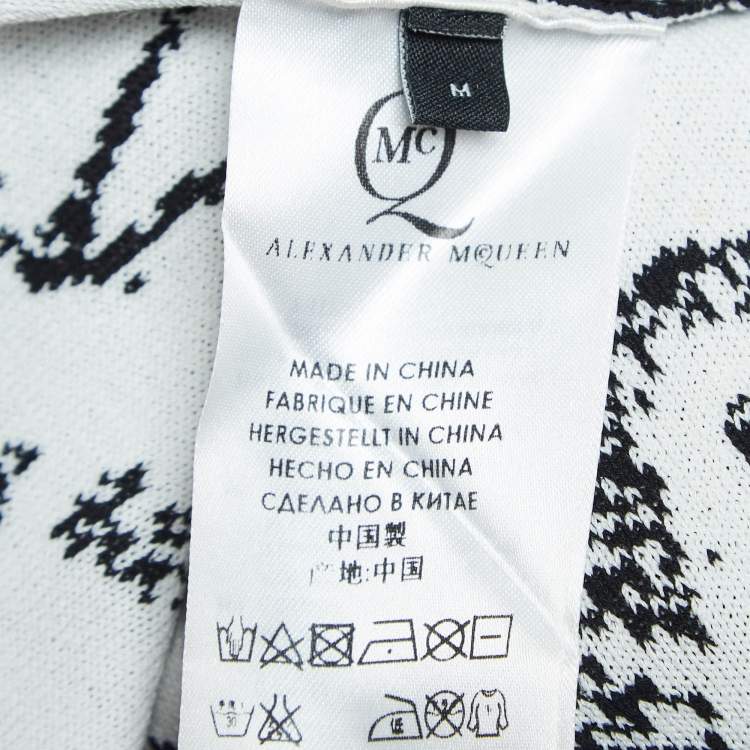 M
McQ
ALEXANDER McQUEEN
MADE IN CHINA
FABRIQUE EN CHINE
HERGESTELLT IN CHINA
HECHO EN CHINA
СДЕЛАНО В КИТАЕ
中国製
产地:中国
30